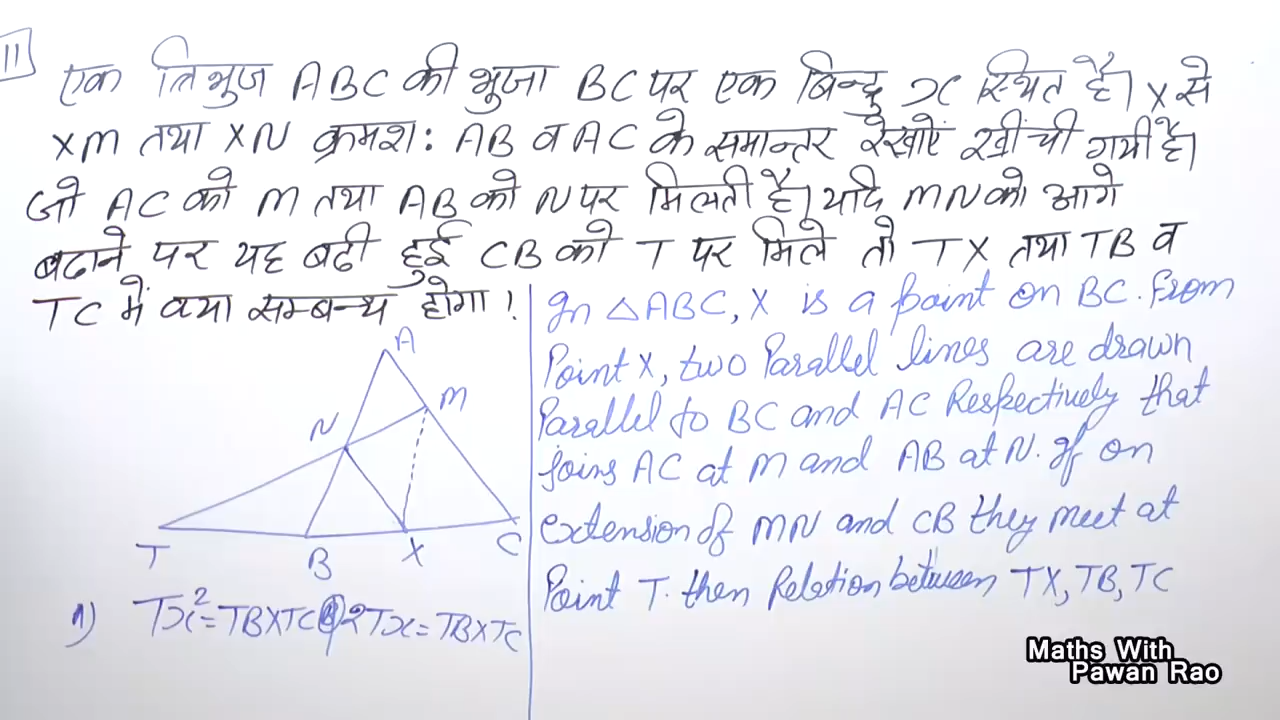 11
एक त्रिभुज ABC की भुजा BC पर एक बिन्दु x स्थित है। X से
XM तथा XN क्रमश: AB व AC के समान्तर रेखाएें खींची गयी है।
जो AC को M तथा AB को N पर मिलती है। यदि MN को आगे
बढाने पर यह बढी हुई CB को T पर मिले तो TX तथा TB व
TC में क्या सम्बन्ध होगा !
In △ABC, X is a point on BC. From
Point X, two Parallel lines are drawn
Parallel to BC and AC Respectively that
joins AC at M and AB at N. If on
extension of MN and CB they meet at
Point T. then Relation between TX, TB, TC
A
M
N
T
B
X
C
1) Tx² = TB×TC 2Tx = TB×TC
Maths With
Pawan Rao